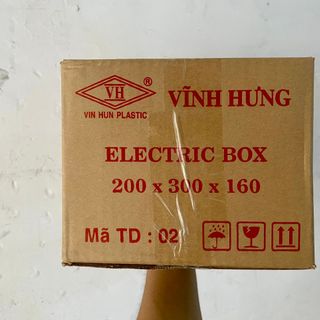 VH ®
VIN HUN PLASTIC
VĨNH HƯNG
ELECTRIC BOX
200 x 300 x 160
Mã TD : 02